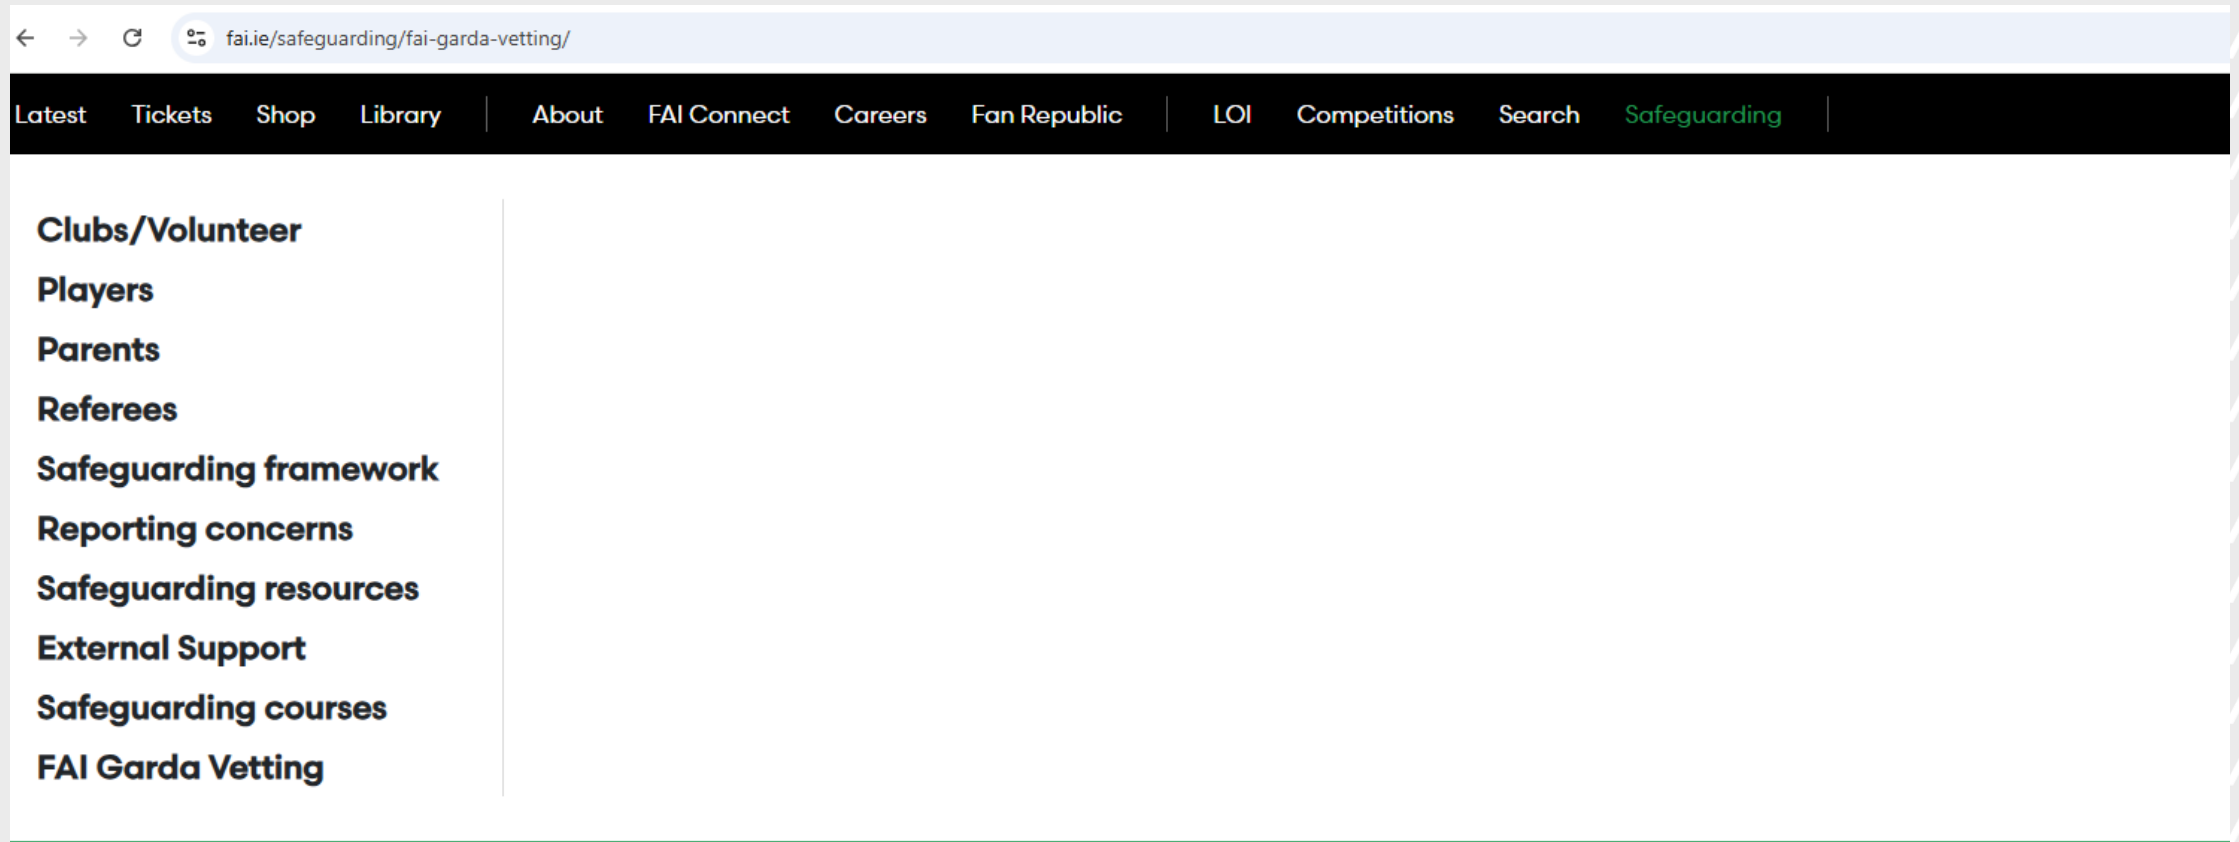 fai.ie/safeguarding/fai-garda-vetting/
Latest Tickets Shop Library About FAI Connect Careers Fan Republic LOI Competitions Search Safeguarding
Clubs/Volunteer
Players
Parents
Referees
Safeguarding framework
Reporting concerns
Safeguarding resources
External Support
Safeguarding courses
FAI Garda Vetting